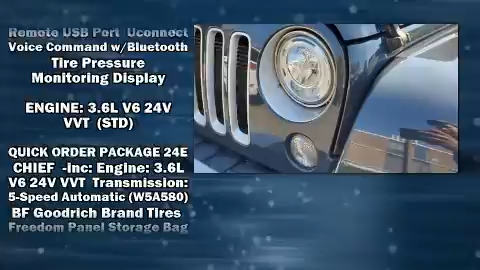 Remote USB Port  Uconnect
Voice Command w/Bluetooth
Tire Pressure
Monitoring Display
ENGINE: 3.6L V6 24V
VVT  (STD)
QUICK ORDER PACKAGE 24E
CHIEF  -inc: Engine: 3.6L
V6 24V VVT  Transmission:
5-Speed Automatic (W5A580)
BF Goodrich Brand Tires
Freedom Panel Storage Bag